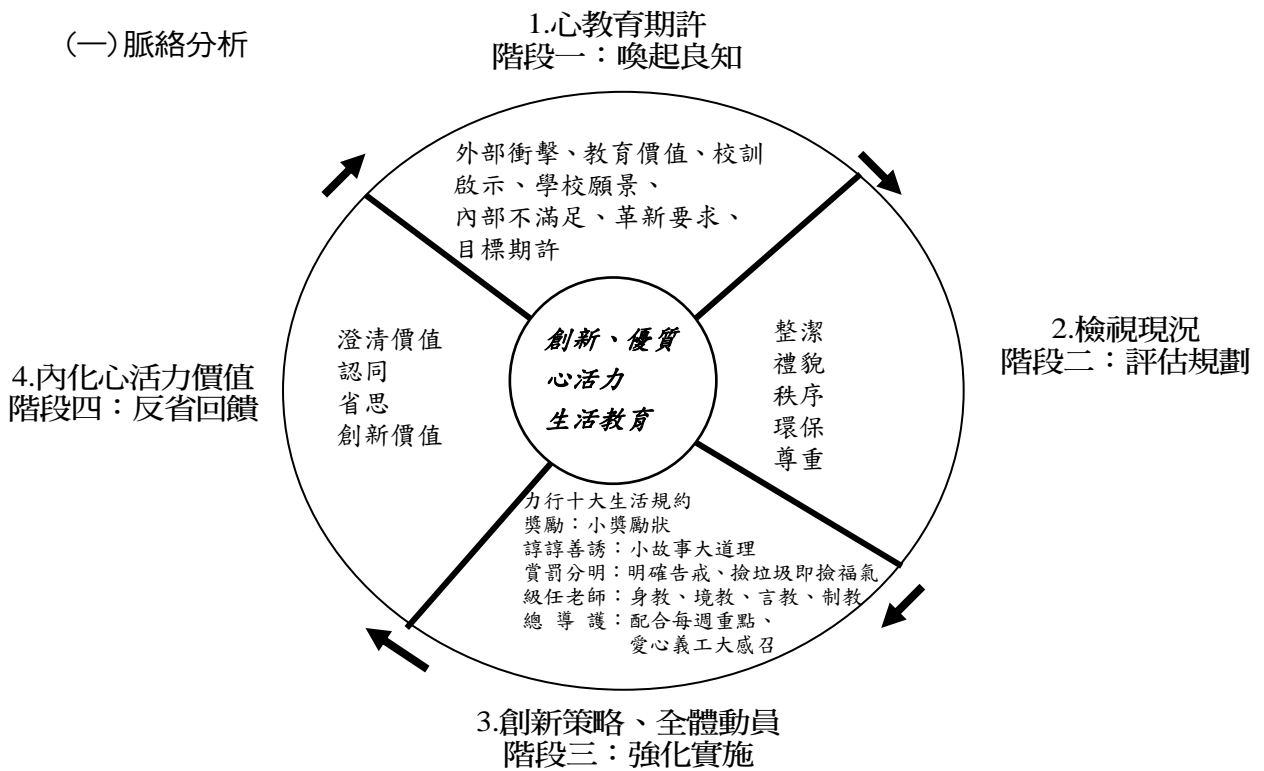 (一)脈絡分析
1.心教育期許
階段一：喚起良知
外部衝擊、教育價值、校訓
啟示、學校願景、
內部不滿足、革新要求、
目標期許
2.檢視現況
階段二：評估規劃
整潔
禮貌
秩序
環保
尊重
創新、優質
心活力
生活教育
3.創新策略、全體動員
階段三：強化實施
力行十大生活規約
獎勵：小獎勵狀
諄諄善誘：小故事大道理
賞罰分明：明確告戒、撿垃圾即撿福氣
級任老師：身教、境教、言教、制教
總 導 護：配合每週重點、
愛心義工大感召
4.內化心活力價值
階段四：反省回饋
澄清價值
認同
省思
創新價值